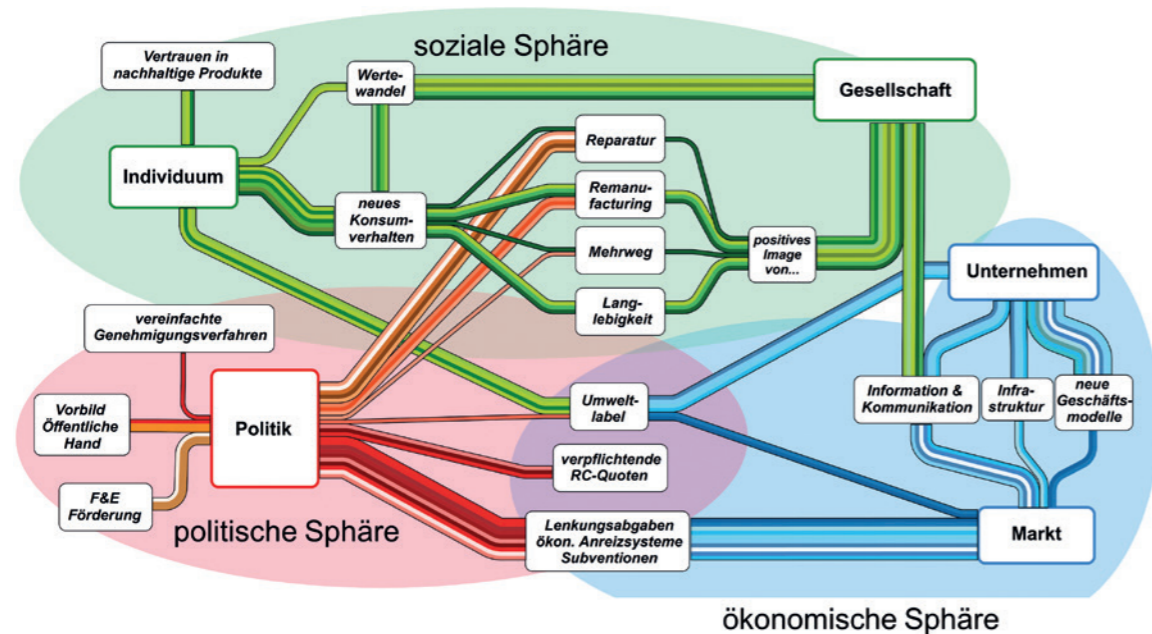 soziale Sphäre
Vertrauen in
nachhaltige Produkte
Werte-
wandel
Gesellschaft
Individuum
Reparatur
neues
Konsum-
verhalten
Remanu-
facturing
Mehrweg
positives
Image
von...
Lang-
lebigkeit
Unternehmen
vereinfachte
Genehmigungsverfahren
Vorbild
Öffentliche
Hand
Politik
Umwelt-
label
Information &
Kommunikation
Infra-
struktur
neue
Geschäfts-
modelle
verpflichtende
RC-Quoten
F&E
Förderung
politische Sphäre
Lenkungsabgaben
ökon. Anreizsysteme
Subventionen
Markt
ökonomische Sphäre